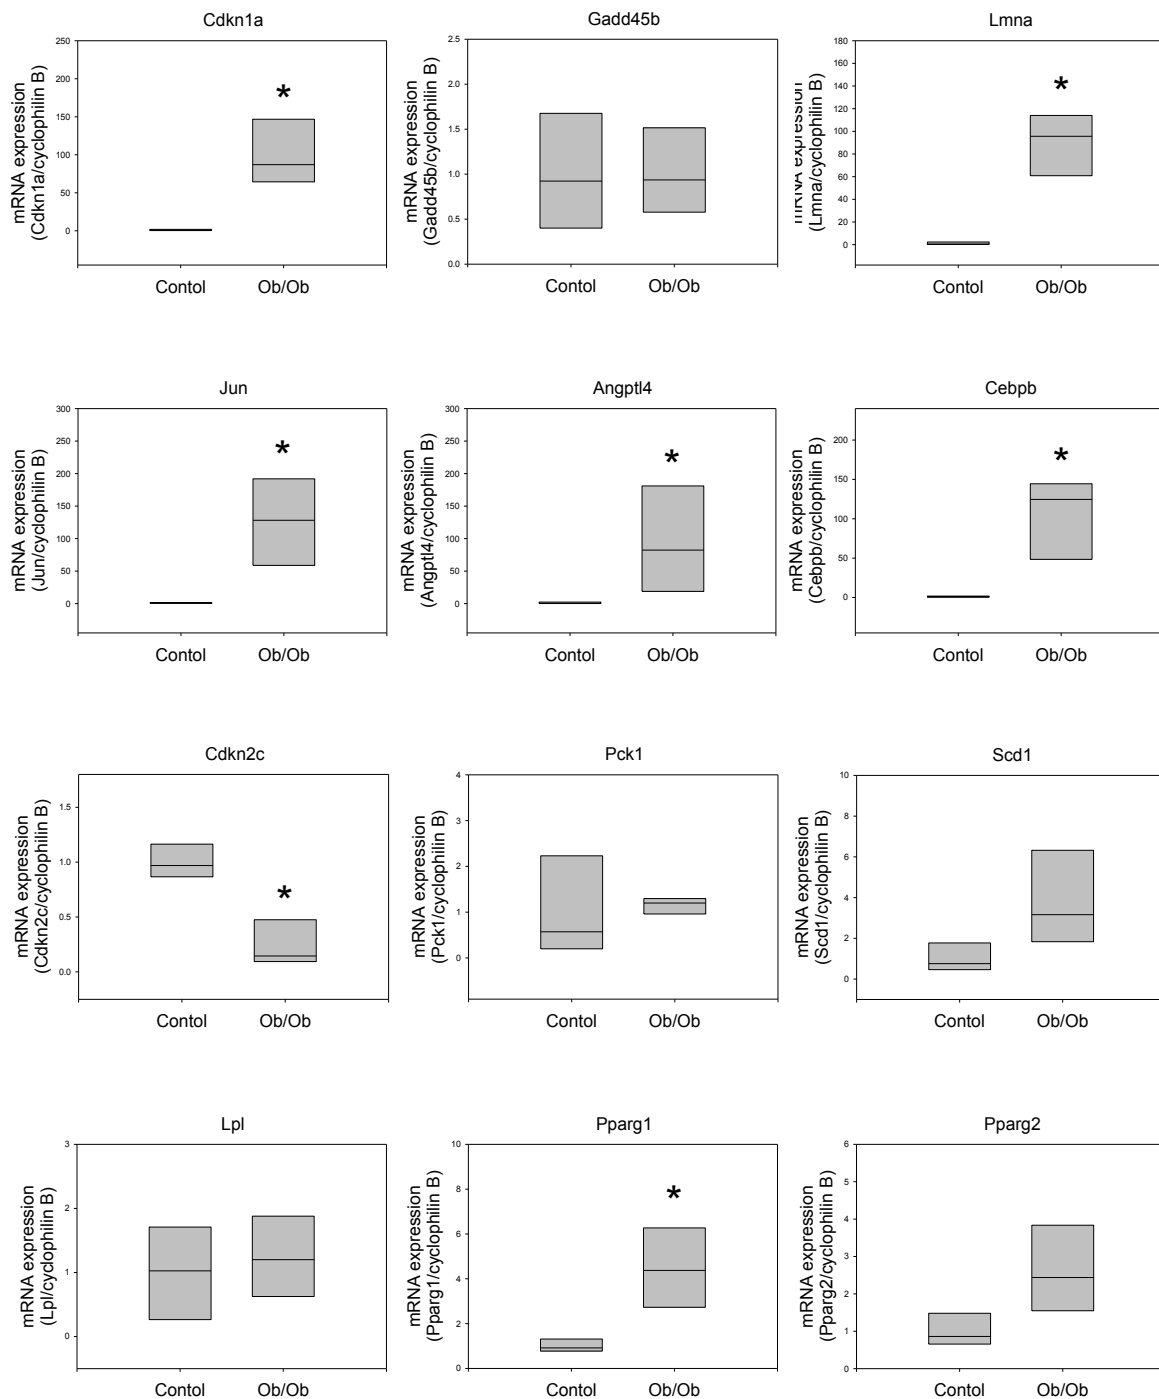 Cdkn1a
mRNA expression
(Cdkn1a/cyclophilin B)
250
200
150
100
50
0
*
Contol Ob/Ob
Gadd45b
mRNA expression
(Gadd45b/cyclophilin B)
2.5
2.0
1.5
1.0
0.5
0.0
Contol Ob/Ob
Lmna
mRNA expression
(Lmna/cyclophilin B)
180
160
140
120
100
80
60
40
20
0
*
Contol Ob/Ob
Jun
mRNA expression
(Jun/cyclophilin B)
300
250
200
150
100
50
0
*
Contol Ob/Ob
Angptl4
mRNA expression
(Angptl4/cyclophilin B)
300
250
200
150
100
50
0
*
Contol Ob/Ob
Cebpb
mRNA expression
(Cebpb/cyclophilin B)
200
150
100
50
0
*
Contol Ob/Ob
Cdkn2c
mRNA expression
(Cdkn2c/cyclophilin B)
1.5
1.0
0.5
0.0
*
Contol Ob/Ob
Pck1
mRNA expression
(Pck1/cyclophilin B)
4
3
2
1
0
Contol Ob/Ob
Scd1
mRNA expression
(Scd1/cyclophilin B)
10
8
6
4
2
0
Contol Ob/Ob
Lpl
mRNA expression
(Lpl/cyclophilin B)
3
2
1
0
Contol Ob/Ob
Pparg1
mRNA expression
(Pparg1/cyclophilin B)
10
8
6
4
2
0
*
Contol Ob/Ob
Pparg2
mRNA expression
(Pparg2/cyclophilin B)
6
5
4
3
2
1
0
Contol Ob/Ob